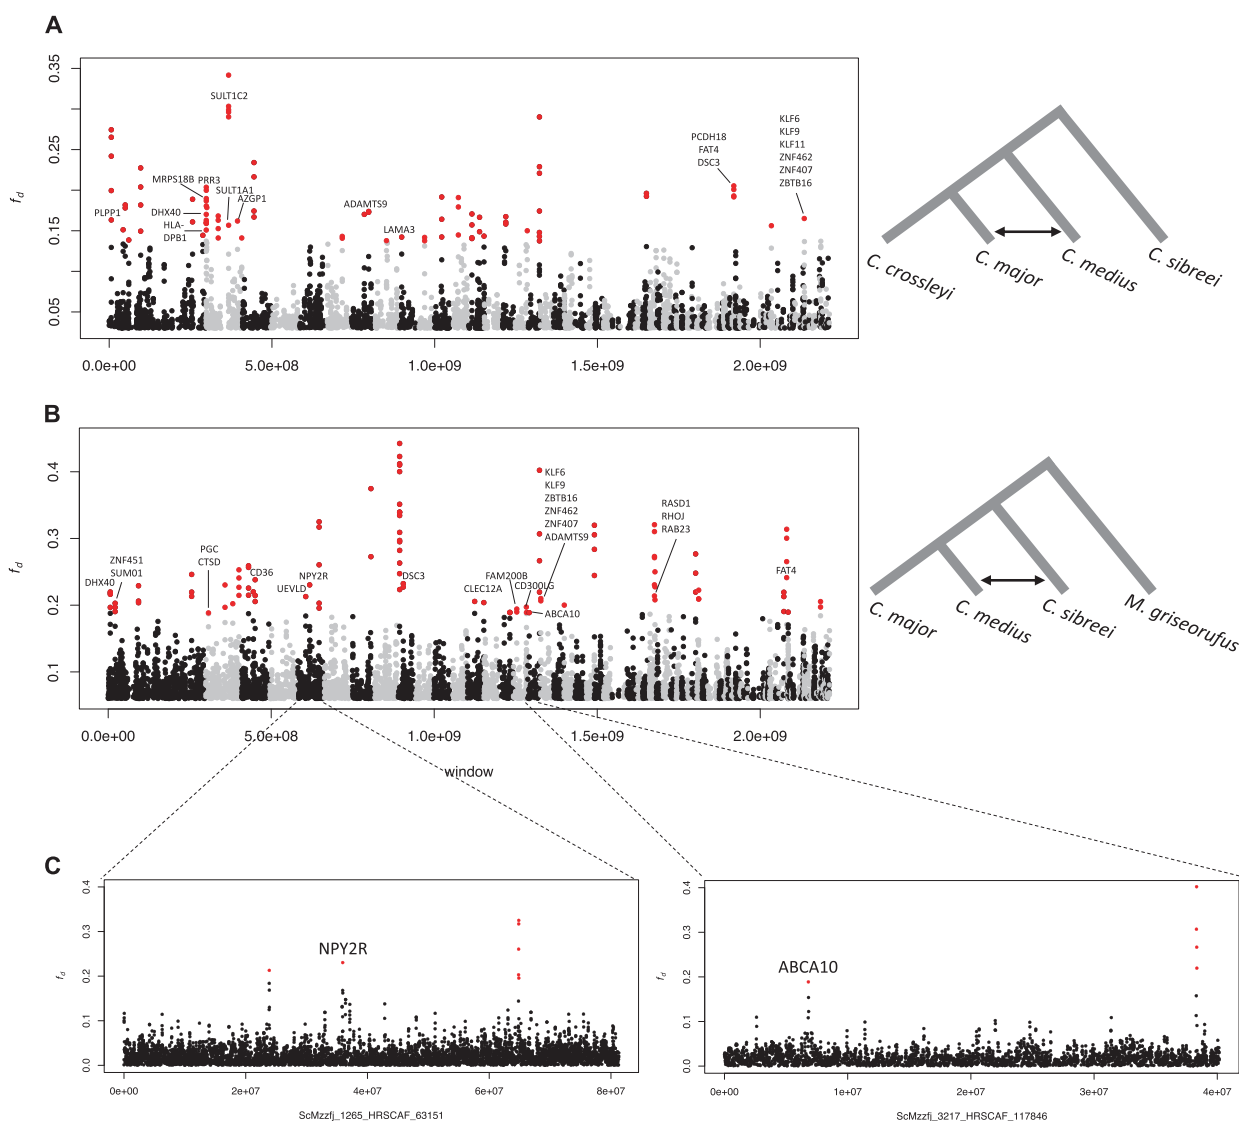 A
0.35
0.25
0.15
0.05
fd
SULT1C2
MRPS18B
PRR3
SULT1A1
AZGP1
PLPP1
DHX40
HLA-
DPB1
ADAMTS9
LAMA3
PCDH18
FAT4
DSC3
KLF6
KLF9
KLF11
ZNF462
ZNF407
ZBTB16
0.0e+00
5.0e+08
1.0e+09
1.5e+09
2.0e+09
C. crossleyi
C. major
C. medius
C. sibreei
B
0.4
0.3
0.2
0.1
fd
ZNF451
SUM01
DHX40
PGC
CTSD
CD36
NPY2R
UEVLD
DSC3
CLEC12A
FAM200B
CD300LG
ABCA10
KLF6
KLF9
ZBTB16
ZNF462
ZNF407
ADAMTS9
RASD1
RHOJ
RAB23
FAT4
0.0e+00
5.0e+08
1.0e+09
1.5e+09
2.0e+09
window
C. major
C. medius
C. sibreei
M. griseorufus
C
0.4
0.3
0.2
0.1
0.0
fd
NPY2R
0e+00
2e+07
4e+07
6e+07
8e+07
ScMzzfj_1265_HRSCAF_63151
0.4
0.3
0.2
0.1
0.0
fd
ABCA10
0e+00
1e+07
2e+07
3e+07
4e+07
ScMzzfj_3217_HRSCAF_117846